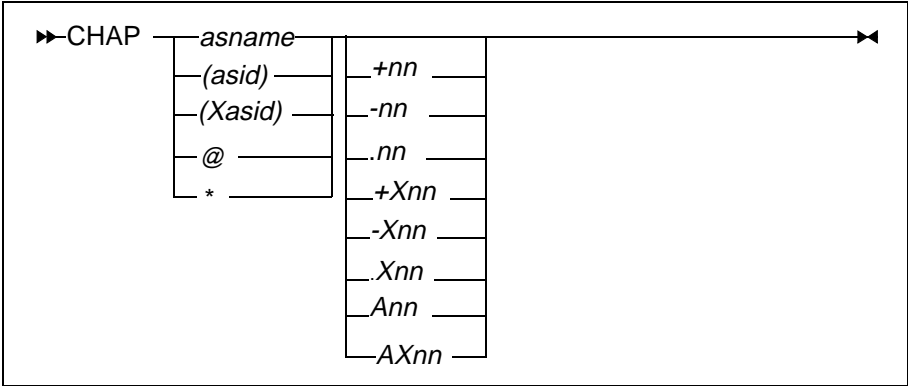 CHAP asname
(asid) +nn
(Xasid) -nn
@ .nn
* +Xnn
-Xnn
.Xnn
Ann
AXnn